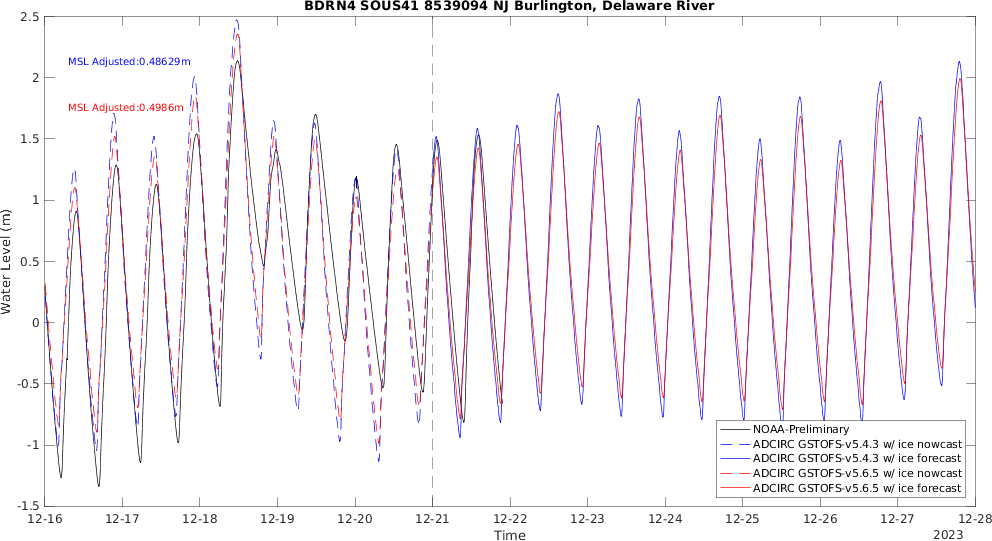 BDRN4 SOUS41 8539094 NJ Burlington, Delaware River
2.5
2
1.5
1
0.5
0
-0.5
-1
-1.5
Water Level (m)
MSL Adjusted:0.48629m
MSL Adjusted:0.4986m
NOAA-Preliminary
ADCIRC GSTOFS-v5.4.3 w/ ice nowcast
ADCIRC GSTOFS-v5.4.3 w/ ice forecast
ADCIRC GSTOFS-v5.6.5 w/ ice nowcast
ADCIRC GSTOFS-v5.6.5 w/ ice forecast
12-16 12-17 12-18 12-19 12-20 12-21 12-22 12-23 12-24 12-25 12-26 12-27 12-28
Time
2023